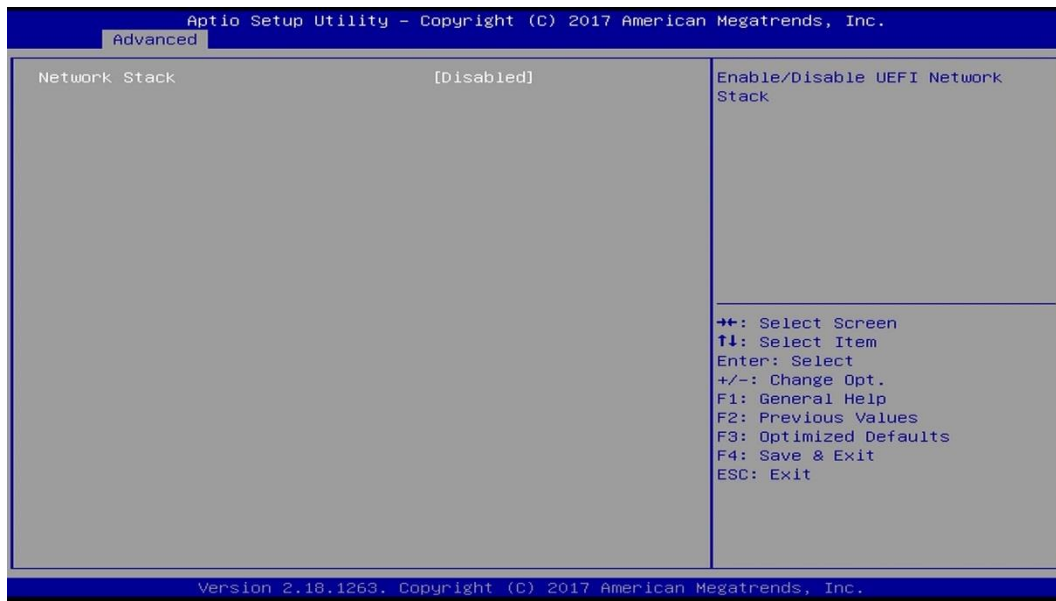 Aptio Setup Utility – Copyright (C) 2017 American Megatrends, Inc.
Advanced
Network Stack [Disabled]
Enable/Disable UEFI Network
Stack
→←: Select Screen
↑↓: Select Item
Enter: Select
+/-: Change Opt.
F1: General Help
F2: Previous Values
F3: Optimized Defaults
F4: Save & Exit
ESC: Exit
Version 2.18.1263. Copyright (C) 2017 American Megatrends, Inc.